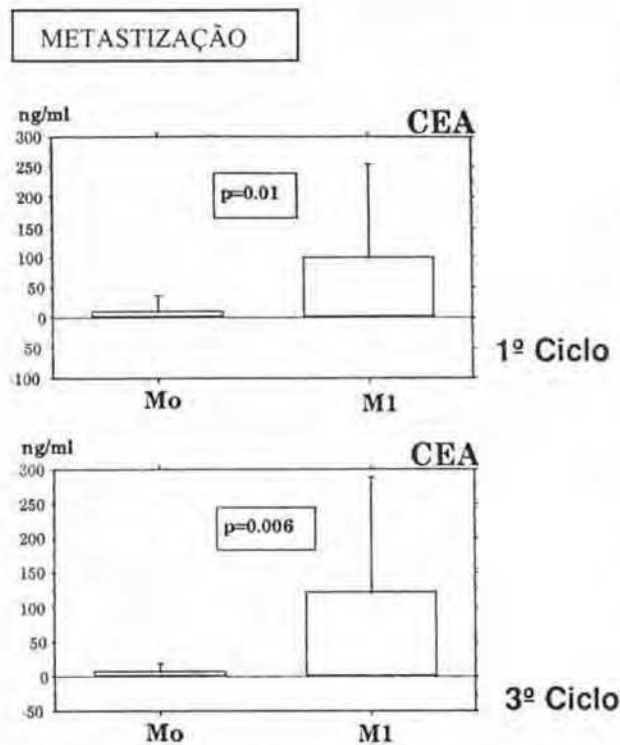 METASTIZAÇÃO
ng/ml
CEA
300
250
p=0.01
200
150
100
50
0
50
100
1º Ciclo
Mo M1
ng/ml
CEA
300
250
p=0.006
200
150
100
50
0
-50
3º Ciclo
Mo M1